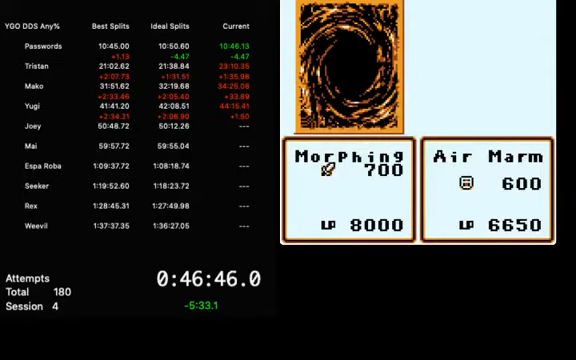 YGO DDS Any% Best Splits Ideal Splits Current
Passwords 10:45.00 10:50.60 10:46.13
+1.13 -4.47 -4.47
Tristan 21:02.62 21:38.84 23:10.35
+2:07.73 +1:31.51 +1:35.98
Mako 31:51.62 32:19.68 34:25.08
+2:33.46 +2:05.40 +33.89
Yugi 41:41.20 42:08.51 44:15.41
+2:34.21 +2:06.90 +1.50
Joey 50:48.72 50:12.26 ---
Mai 59:57.72 59:55.04 ---
Espa Roba 1:09:37.72 1:08:18.74 ---
Seeker 1:19:52.60 1:18:23.72 ---
Rex 1:28:45.31 1:27:49.98 ---
Weevil 1:37:37.35 1:36:27.05 ---
Attempts
Total 180
Session 4
0:46:46.0
-5:33.1
Morphing
700
LP 8000
Air Marm
600
LP 6650